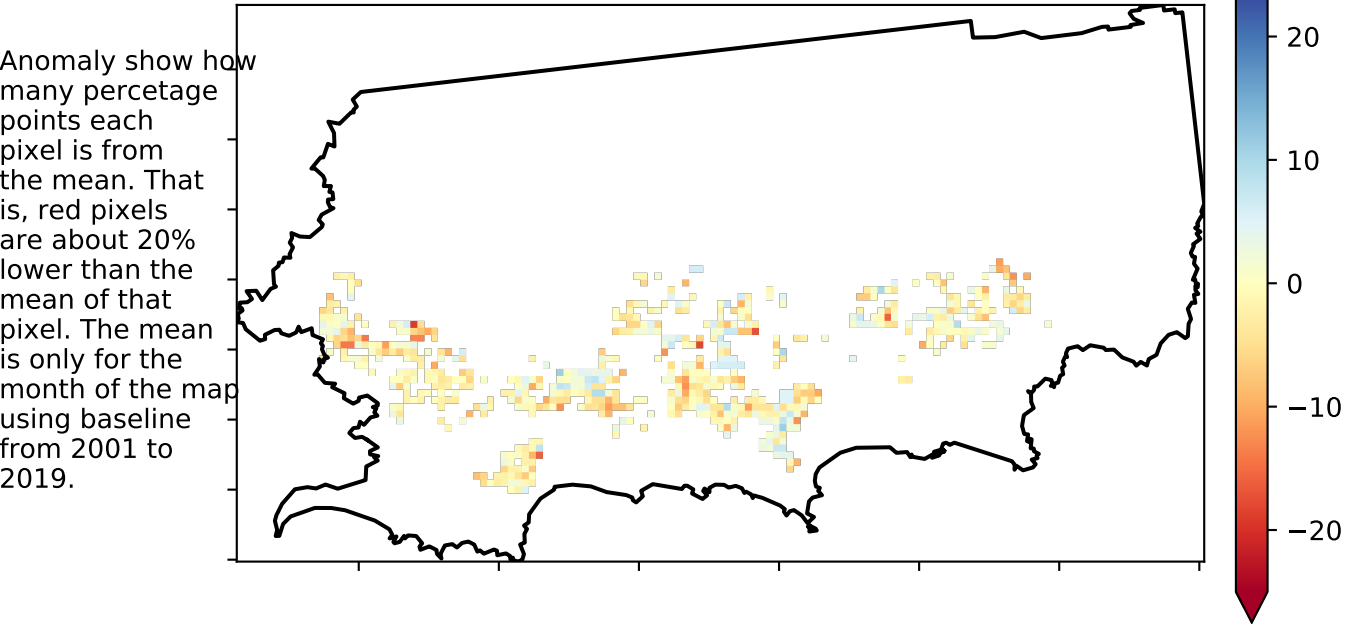 Anomaly show how
many percetage
points each
pixel is from
the mean. That
is, red pixels
are about 20%
lower than the
mean of that
pixel. The mean
is only for the
month of the map
using baseline
from 2001 to
2019.
20
10
0
−10
−20